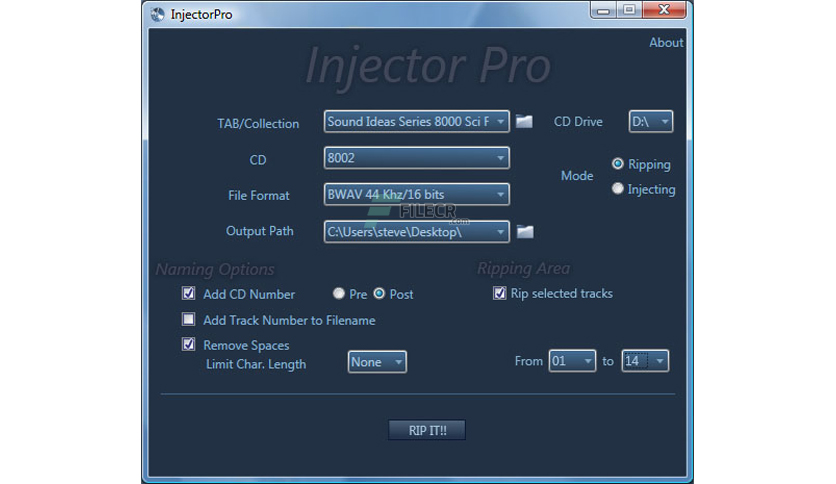 InjectorPro
About
Injector Pro
TAB/Collection Sound Ideas Series 8000 Sci F CD Drive D:\
CD 8002
Mode Ripping
Injecting
File Format BWAV 44 Khz/16 bits
FILECR
.com
Output Path C:\Users\steve\Desktop\
Naming Options Ripping Area
Add CD Number Pre Post Rip selected tracks
Add Track Number to Filename
Remove Spaces
Limit Char. Length None From 01 to 14
RIP IT!!